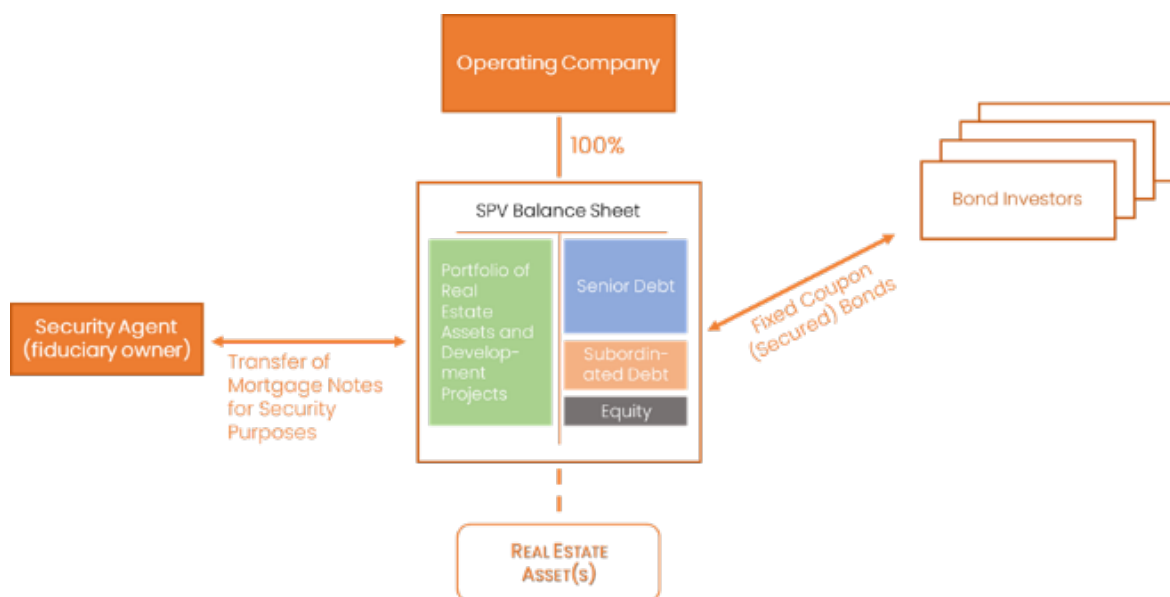 Operating Company
100%
SPV Balance Sheet
Portfolio of
Real
Estate
Assets and
Develop-
ment
Projects
Senior Debt
Subordin-
ated Debt
Equity
Security Agent
(fiduciary owner)
Transfer of
Mortgage Notes
for Security
Purposes
Bond Investors
Fixed Coupon
(Secured) Bonds
REAL ESTATE
ASSET(S)